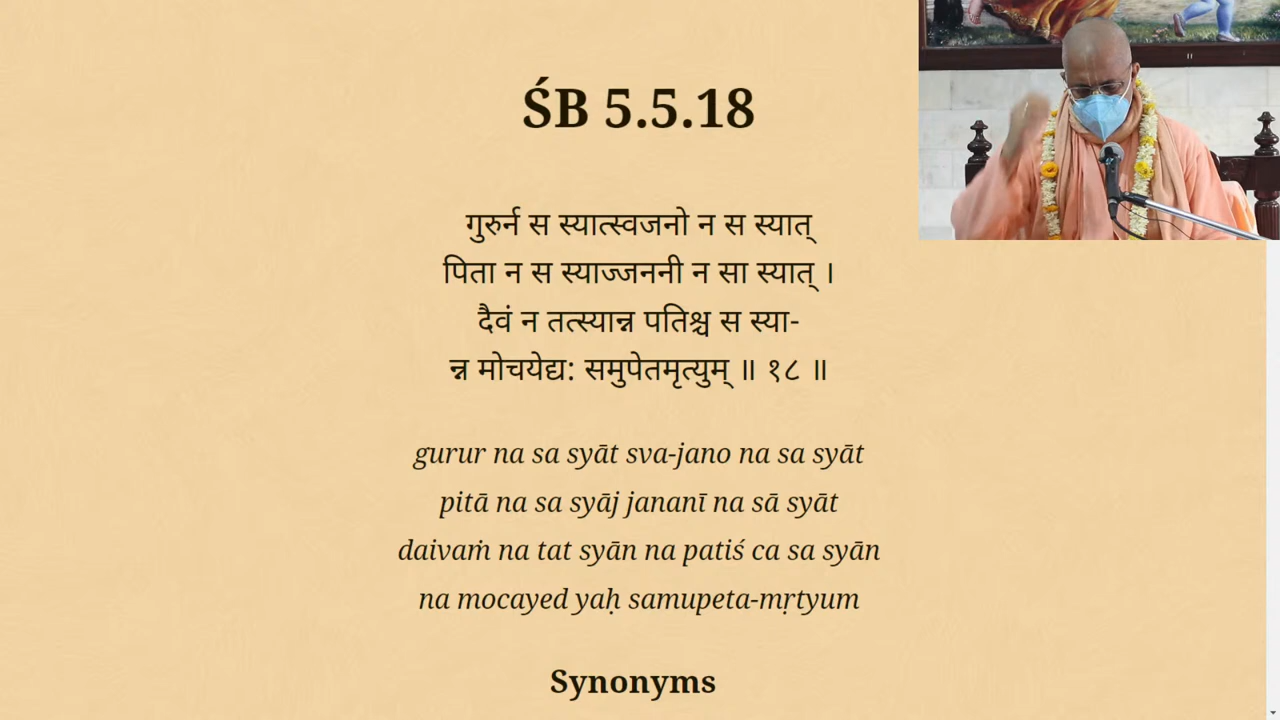 ŚB 5.5.18
गुरुर्न स स्यात्स्वजनो न स स्यात्
पिता न स स्याज्जननी न सा स्यात् ।
दैवं न तत्स्यान्न पतिश्च स स्या-
न्न मोचयेद्य: समुपेतमृत्युम् ॥ १८ ॥
gurur na sa syāt sva-jano na sa syāt
pitā na sa syāj jananī na sā syāt
daivaṁ na tat syān na patiś ca sa syān
na mocayed yaḥ samupeta-mṛtyum
Synonyms